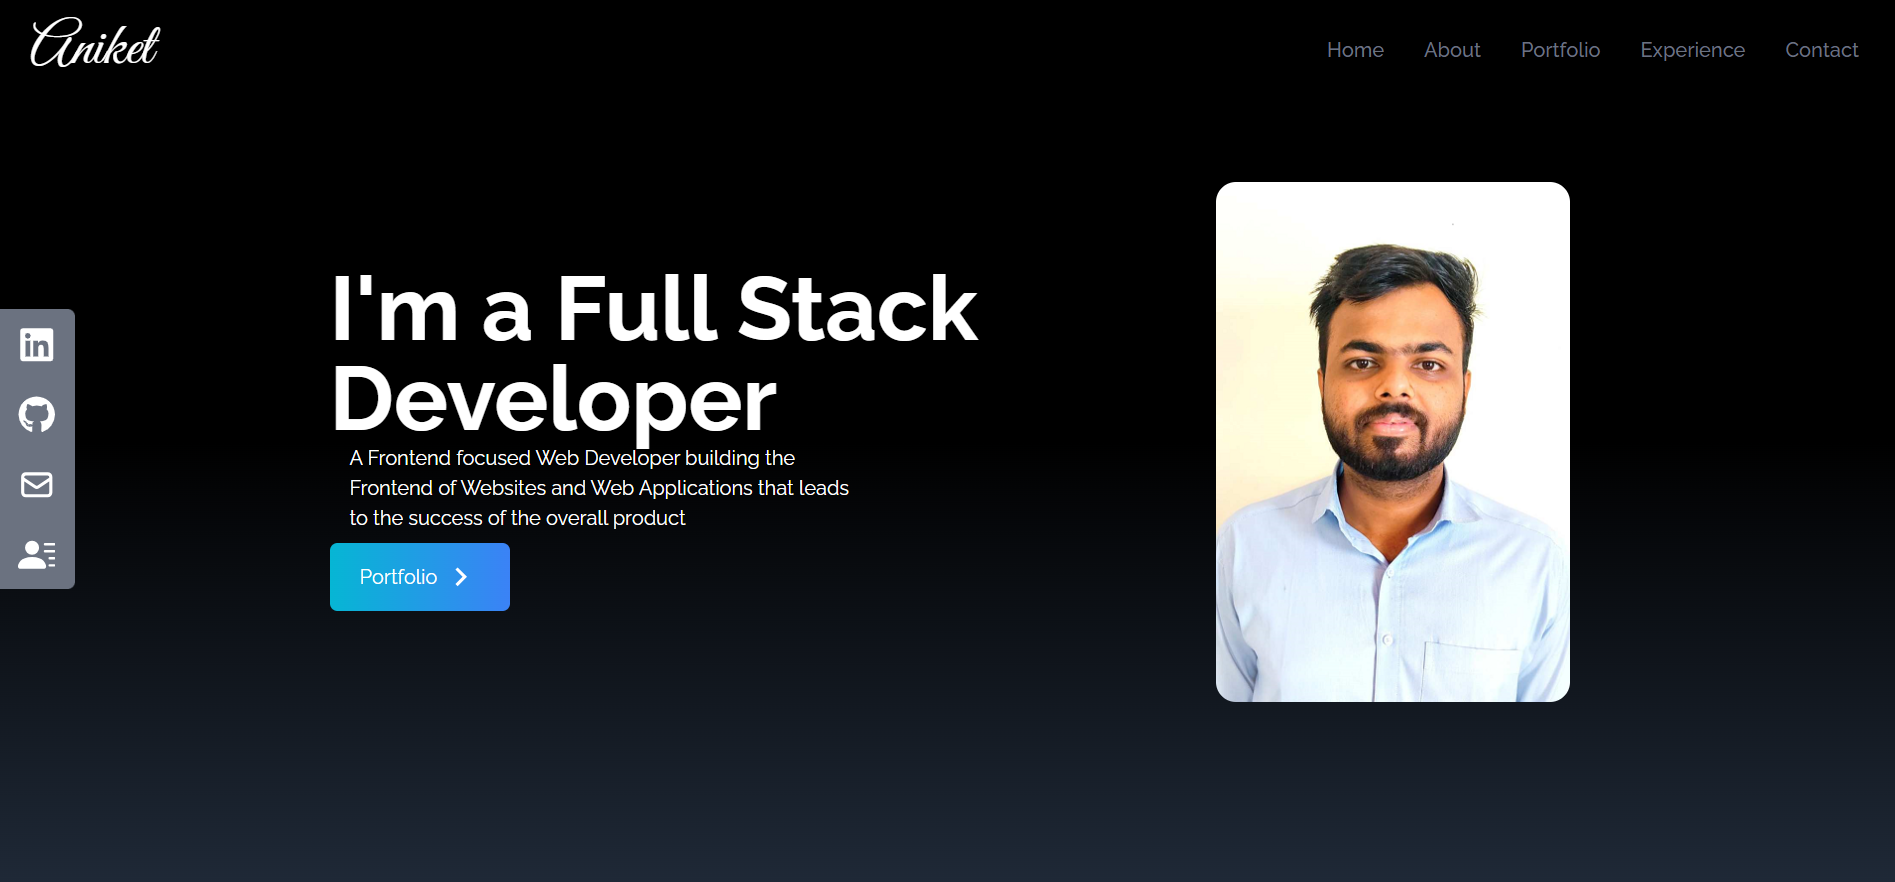 Aniket
Home About Portfolio Experience Contact
I'm a Full Stack
Developer
A Frontend focused Web Developer building the
Frontend of Websites and Web Applications that leads
to the success of the overall product
Portfolio
in